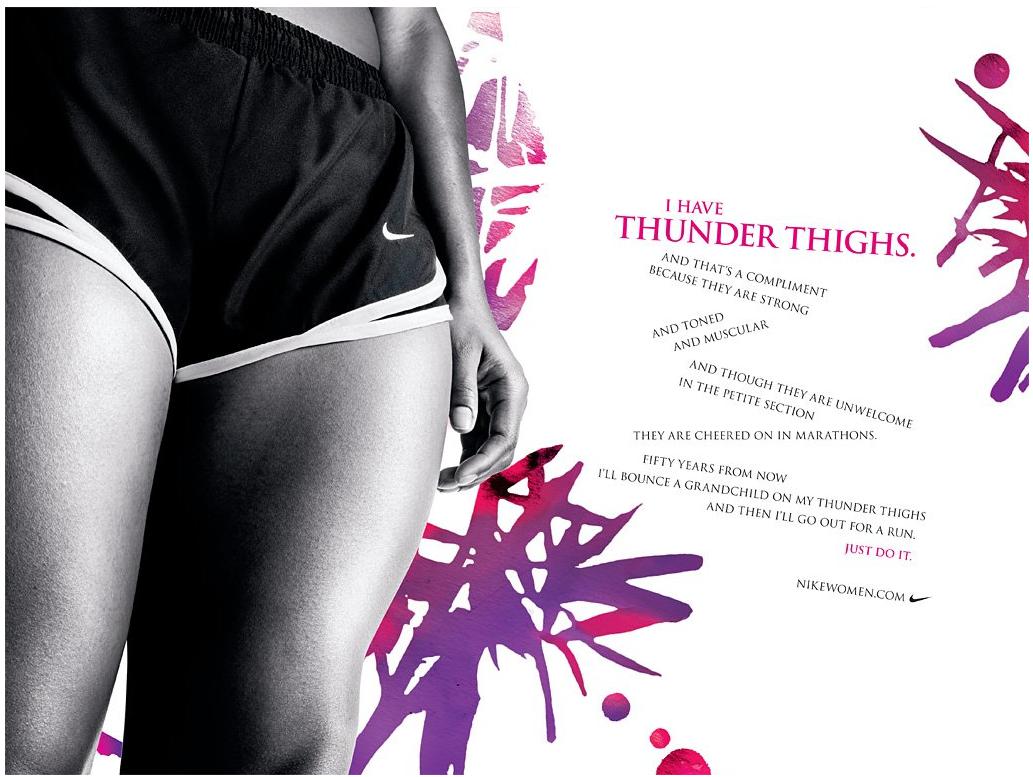 I HAVE
THUNDER THIGHS.
AND THAT'S A COMPLIMENT
BECAUSE THEY ARE STRONG
AND TONED
AND MUSCULAR
AND THOUGH THEY ARE UNWELCOME
IN THE PETITE SECTION
THEY ARE CHEERED ON IN MARATHONS.
FIFTY YEARS FROM NOW
I'LL BOUNCE A GRANDCHILD ON MY THUNDER THIGHS
AND THEN I'LL GO OUT FOR A RUN.
JUST DO IT.
NIKEWOMEN.COM